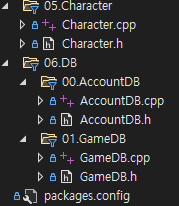 05.Character
Character.cpp
Character.h
06.DB
00.AccountDB
AccountDB.cpp
AccountDB.h
01.GameDB
GameDB.cpp
GameDB.h
packages.config